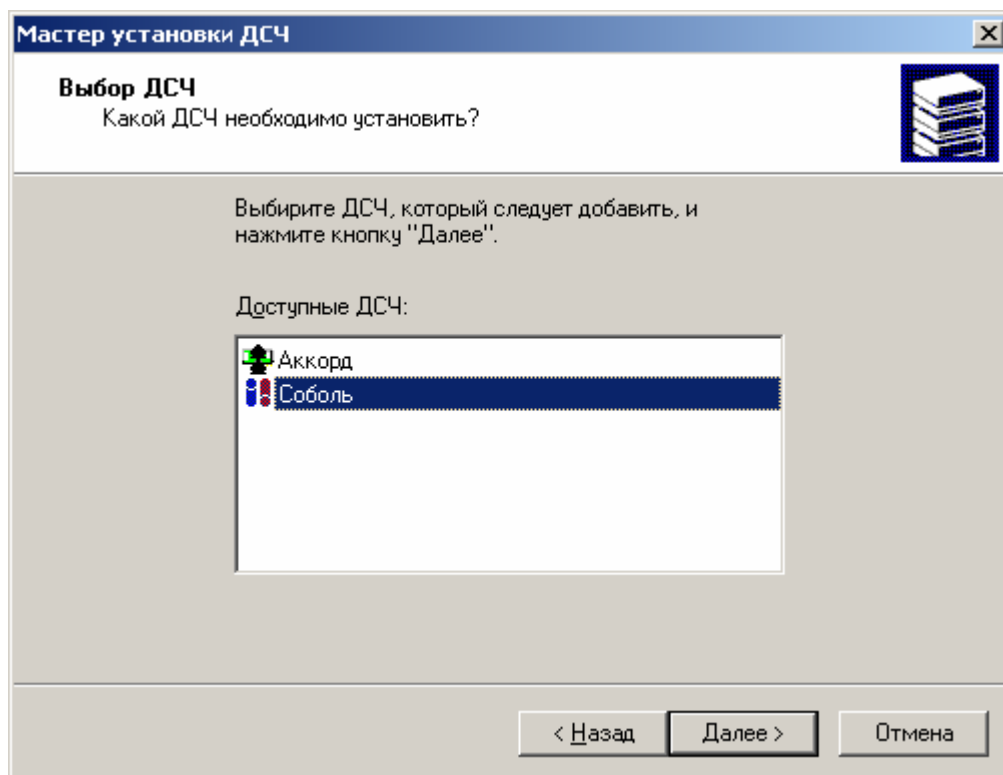 Мастер установки ДСЧ
Выбор ДСЧ
Какой ДСЧ необходимо установить?
Выбирите ДСЧ, который следует добавить, и
нажмите кнопку "Далее".
Доступные ДСЧ:
Аккорд
Соболь
< Назад
Далее >
Отмена